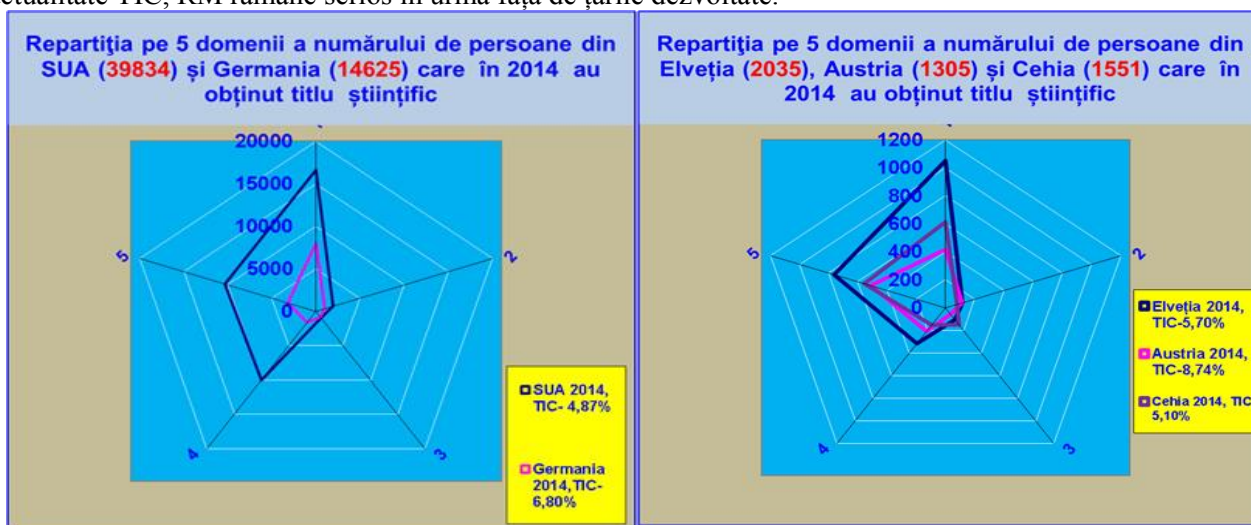 actualitate TIC, RM rămâne serios în urmă față de țările dezvoltate.
Repartiţia pe 5 domenii a numărului de persoane din
SUA (39834) și Germania (14625) care în 2014 au
obținut titlu științific
20000
15000
10000
5000
0
5
2
4
3
SUA 2014,
TIC- 4,87%
Germania
2014,TIC-
6,80%
Repartiţia pe 5 domenii a numărului de persoane din
Elveția (2035), Austria (1305) și Cehia (1551) care în
2014 au obținut titlu științific
1200
1000
800
600
400
200
0
5
2
4
3
Elveția 2014,
TIC-5,70%
Austria 2014,
TIC-8,74%
Cehia 2014, TIC
5,10%